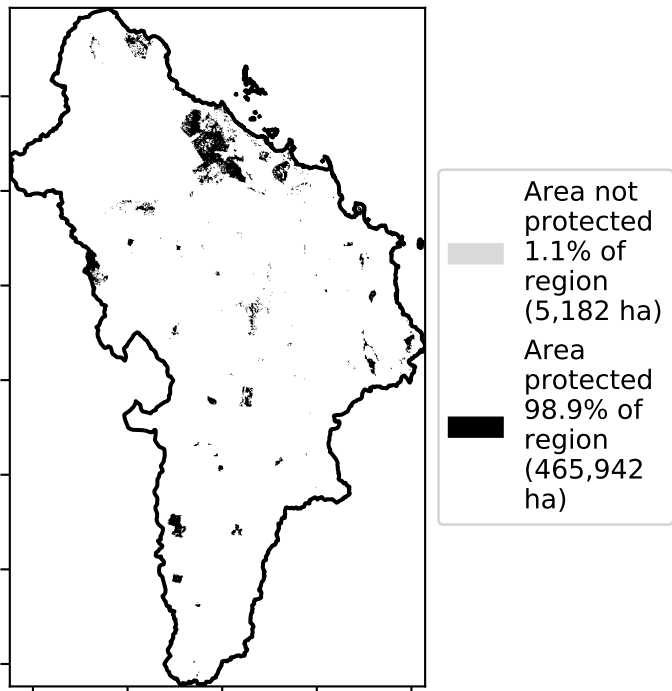 Area not
protected
1.1% of
region
(5,182 ha)
Area
protected
98.9% of
region
(465,942
ha)